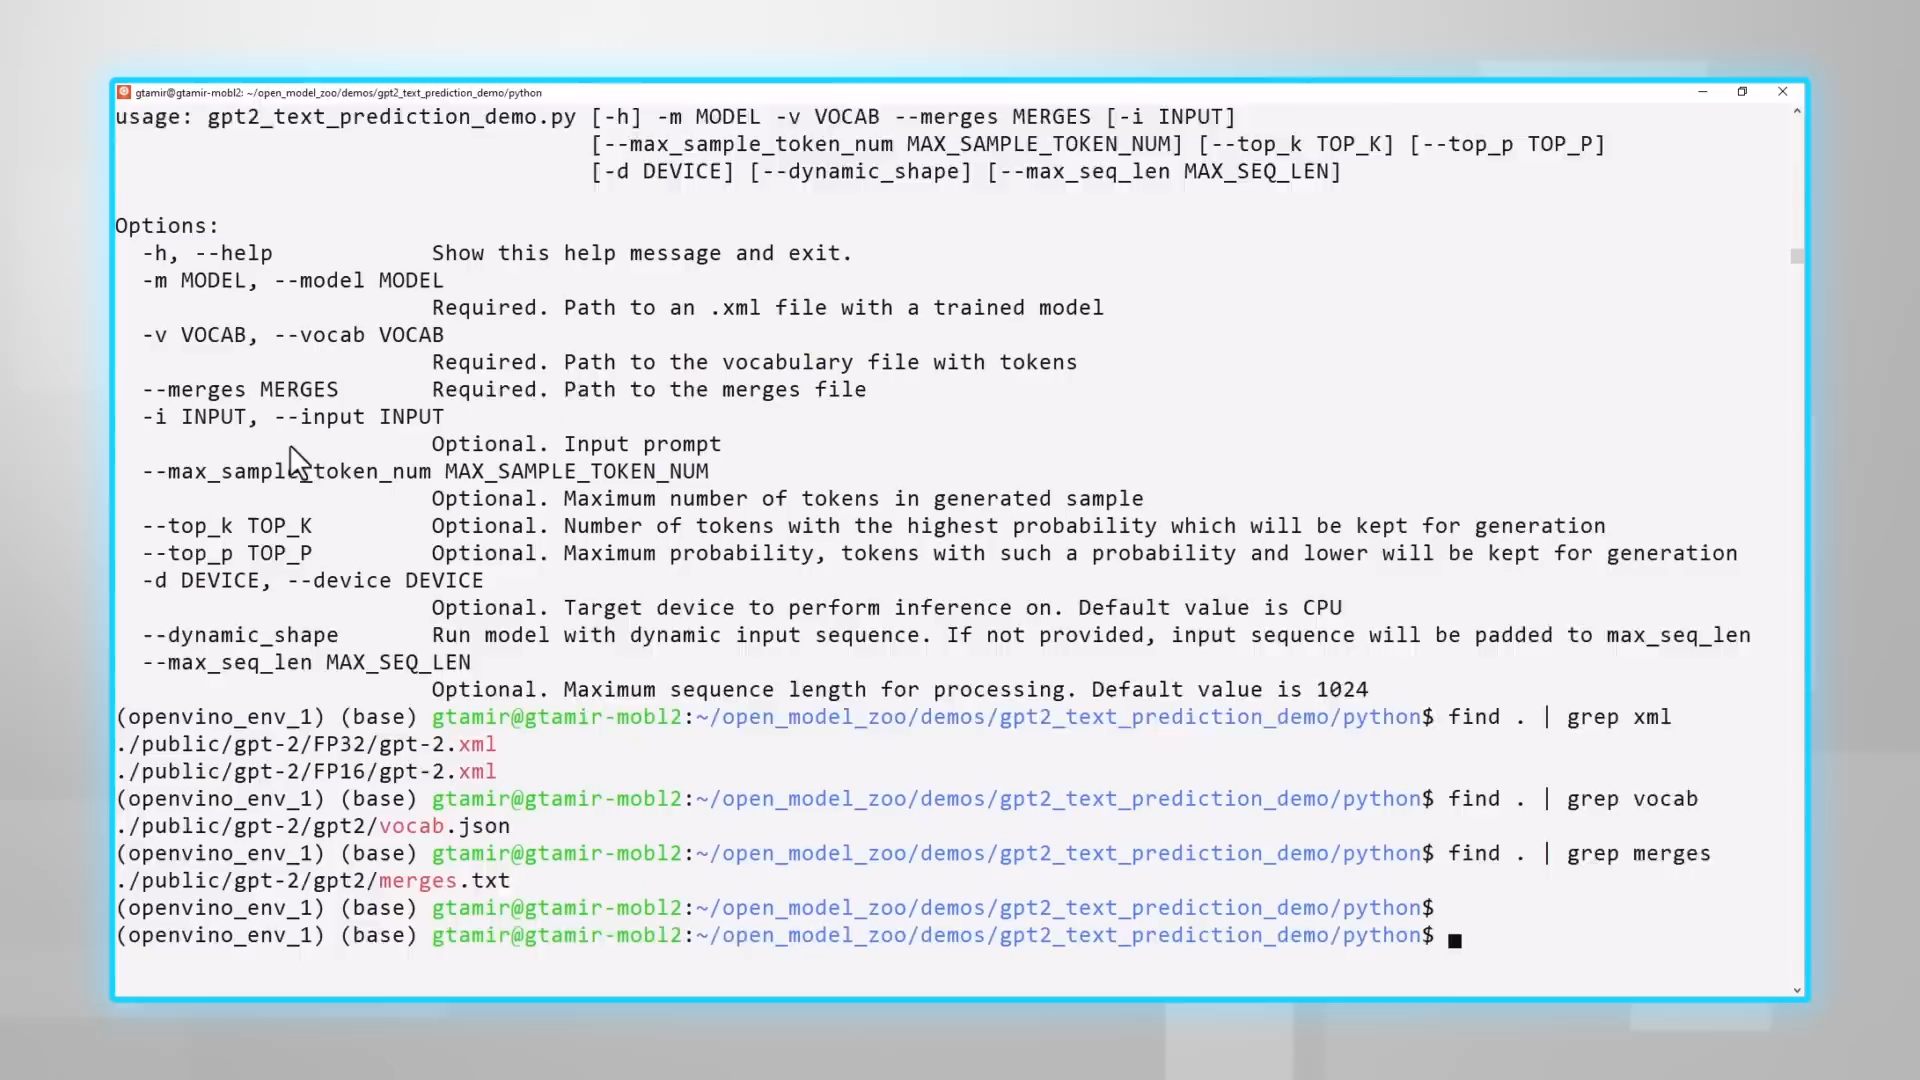 gtamir@gtamir-mobl2: ~/open_model_zoo/demos/gpt2_text_prediction_demo/python
usage: gpt2_text_prediction_demo.py [-h] -m MODEL -v VOCAB --merges MERGES [-i INPUT]
[--max_sample_token_num MAX_SAMPLE_TOKEN_NUM] [--top_k TOP_K] [--top_p TOP_P]
[-d DEVICE] [--dynamic_shape] [--max_seq_len MAX_SEQ_LEN]
Options:
-h, --help Show this help message and exit.
-m MODEL, --model MODEL
Required. Path to an .xml file with a trained model
-v VOCAB, --vocab VOCAB
Required. Path to the vocabulary file with tokens
--merges MERGES Required. Path to the merges file
-i INPUT, --input INPUT
Optional. Input prompt
--max_sample_token_num MAX_SAMPLE_TOKEN_NUM
Optional. Maximum number of tokens in generated sample
--top_k TOP_K Optional. Number of tokens with the highest probability which will be kept for generation
--top_p TOP_P Optional. Maximum probability, tokens with such a probability and lower will be kept for generation
-d DEVICE, --device DEVICE
Optional. Target device to perform inference on. Default value is CPU
--dynamic_shape Run model with dynamic input sequence. If not provided, input sequence will be padded to max_seq_len
--max_seq_len MAX_SEQ_LEN
Optional. Maximum sequence length for processing. Default value is 1024
(openvino_env_1) (base) gtamir@gtamir-mobl2:~/open_model_zoo/demos/gpt2_text_prediction_demo/python$ find . | grep xml
./public/gpt-2/FP32/gpt-2.xml
./public/gpt-2/FP16/gpt-2.xml
(openvino_env_1) (base) gtamir@gtamir-mobl2:~/open_model_zoo/demos/gpt2_text_prediction_demo/python$ find . | grep vocab
./public/gpt-2/gpt2/vocab.json
(openvino_env_1) (base) gtamir@gtamir-mobl2:~/open_model_zoo/demos/gpt2_text_prediction_demo/python$ find . | grep merges
./public/gpt-2/gpt2/merges.txt
(openvino_env_1) (base) gtamir@gtamir-mobl2:~/open_model_zoo/demos/gpt2_text_prediction_demo/python$
(openvino_env_1) (base) gtamir@gtamir-mobl2:~/open_model_zoo/demos/gpt2_text_prediction_demo/python$